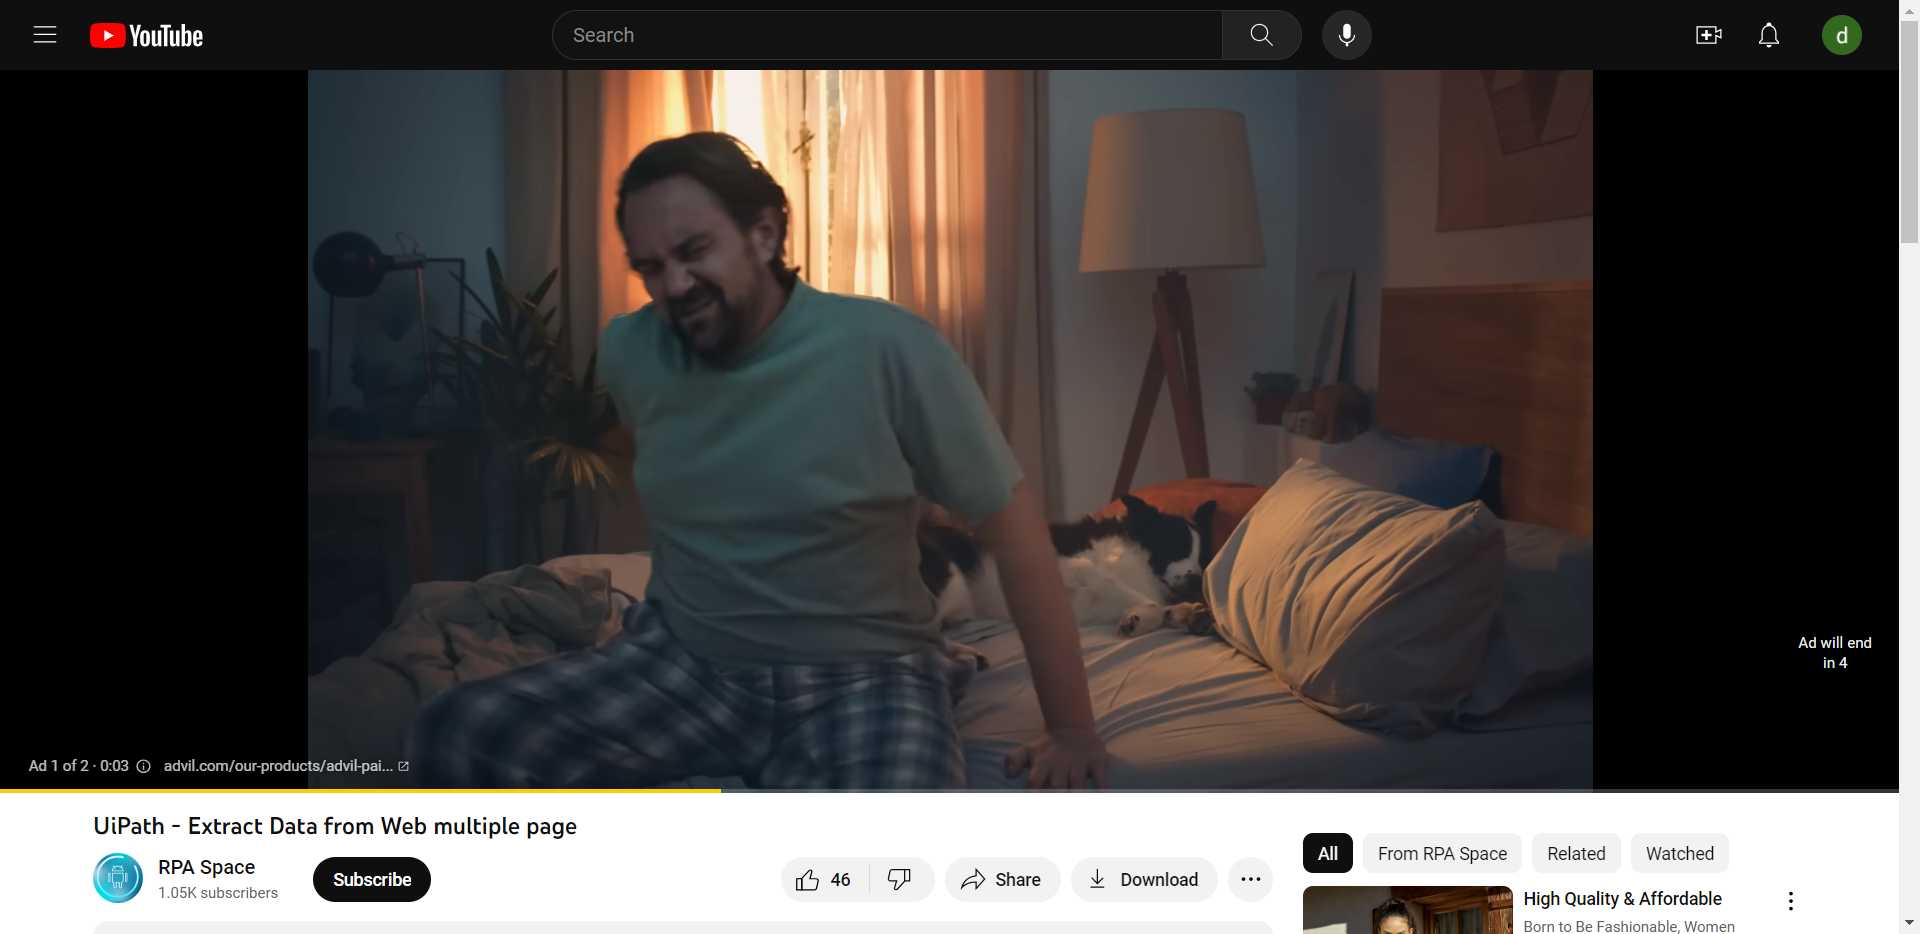 YouTube
Search
d
Ad will end
in 4
Ad 1 of 2 · 0:03
advil.com/our-products/advil-pai...
UiPath - Extract Data from Web multiple page
RPA Space
1.05K subscribers
Subscribe
46
Share
Download
All
From RPA Space
Related
Watched
High Quality & Affordable
Born to Be Fashionable, Women